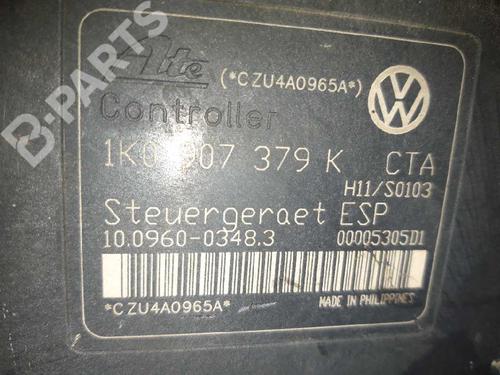 B-PARTS
Ate
(*CZU4A0965A*)
Controller
1K0 907 379 K CTA
H11/S0103
Steuergeraet ESP
10.0960-0348.3 00005305D1
*CZU4A0965A*
MADE IN PHILIPPINES